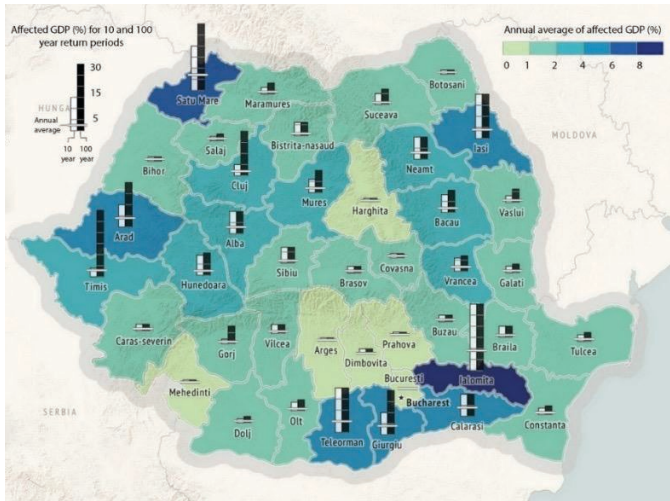 Affected GDP (%) for 10 and 100
year return periods
30
15
5
Annual
average
10
year
100
year
Annual average of affected GDP (%)
0 1 2 4 6 8
HUNGA
MOLDOVA
SERBIA
Satu Mare
Maramures
Suceava
Botosani
Iasi
Salaj
Bistrita-nasaud
Bihor
Cluj
Neamt
Mures
Harghita
Vaslui
Bacau
Arad
Alba
Timis
Hunedoara
Sibiu
Brasov
Covasna
Vrancea
Galati
Caras-severin
Gorj
Vilcea
Arges
Prahova
Dimbovita
Buzau
Braila
Tulcea
Mehedinti
Bucuresti
Bucharest
Ialomita
Dolj
Olt
Teleorman
Giurgiu
Calarasi
Constanta